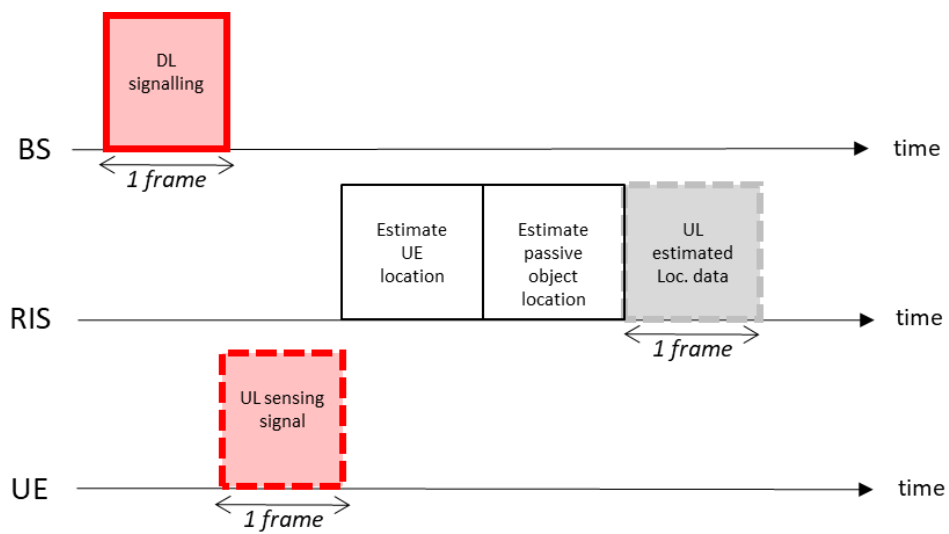 DL
signalling
BS
time
1 frame
Estimate
UE
location
Estimate
passive
object
location
UL
estimated
Loc. data
RIS
time
1 frame
UL sensing
signal
UE
time
1 frame